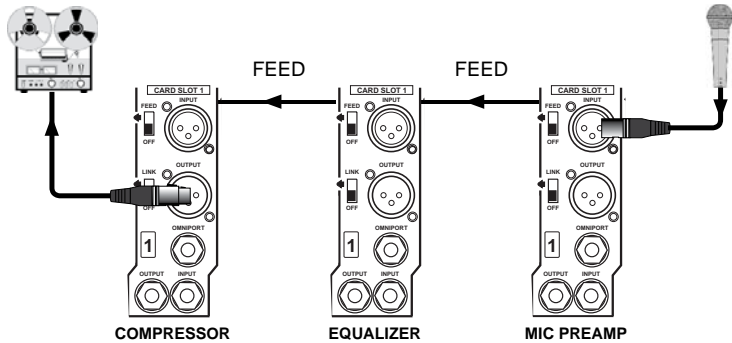 FEED FEED
CARD SLOT 1 CARD SLOT 1 CARD SLOT 1
INPUT INPUT INPUT
FEED FEED FEED
OFF OFF OFF
OUTPUT OUTPUT OUTPUT
LINK LINK LINK
OFF OFF OFF
OMNIPORT OMNIPORT OMNIPORT
1 1 1
OUTPUT INPUT OUTPUT INPUT OUTPUT INPUT
COMPRESSOR EQUALIZER MIC PREAMP